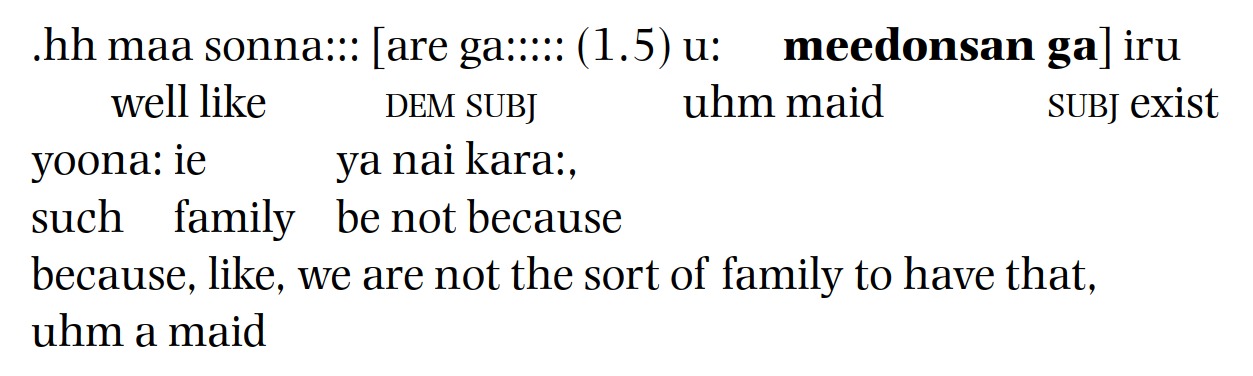 .hh maa sonna::: [are ga::::: (1.5) u: meedonsan ga] iru
well like DEM SUBJ uhm maid SUBJ exist
yoona: ie ya nai kara:,
such family be not because
because, like, we are not the sort of family to have that,
uhm a maid